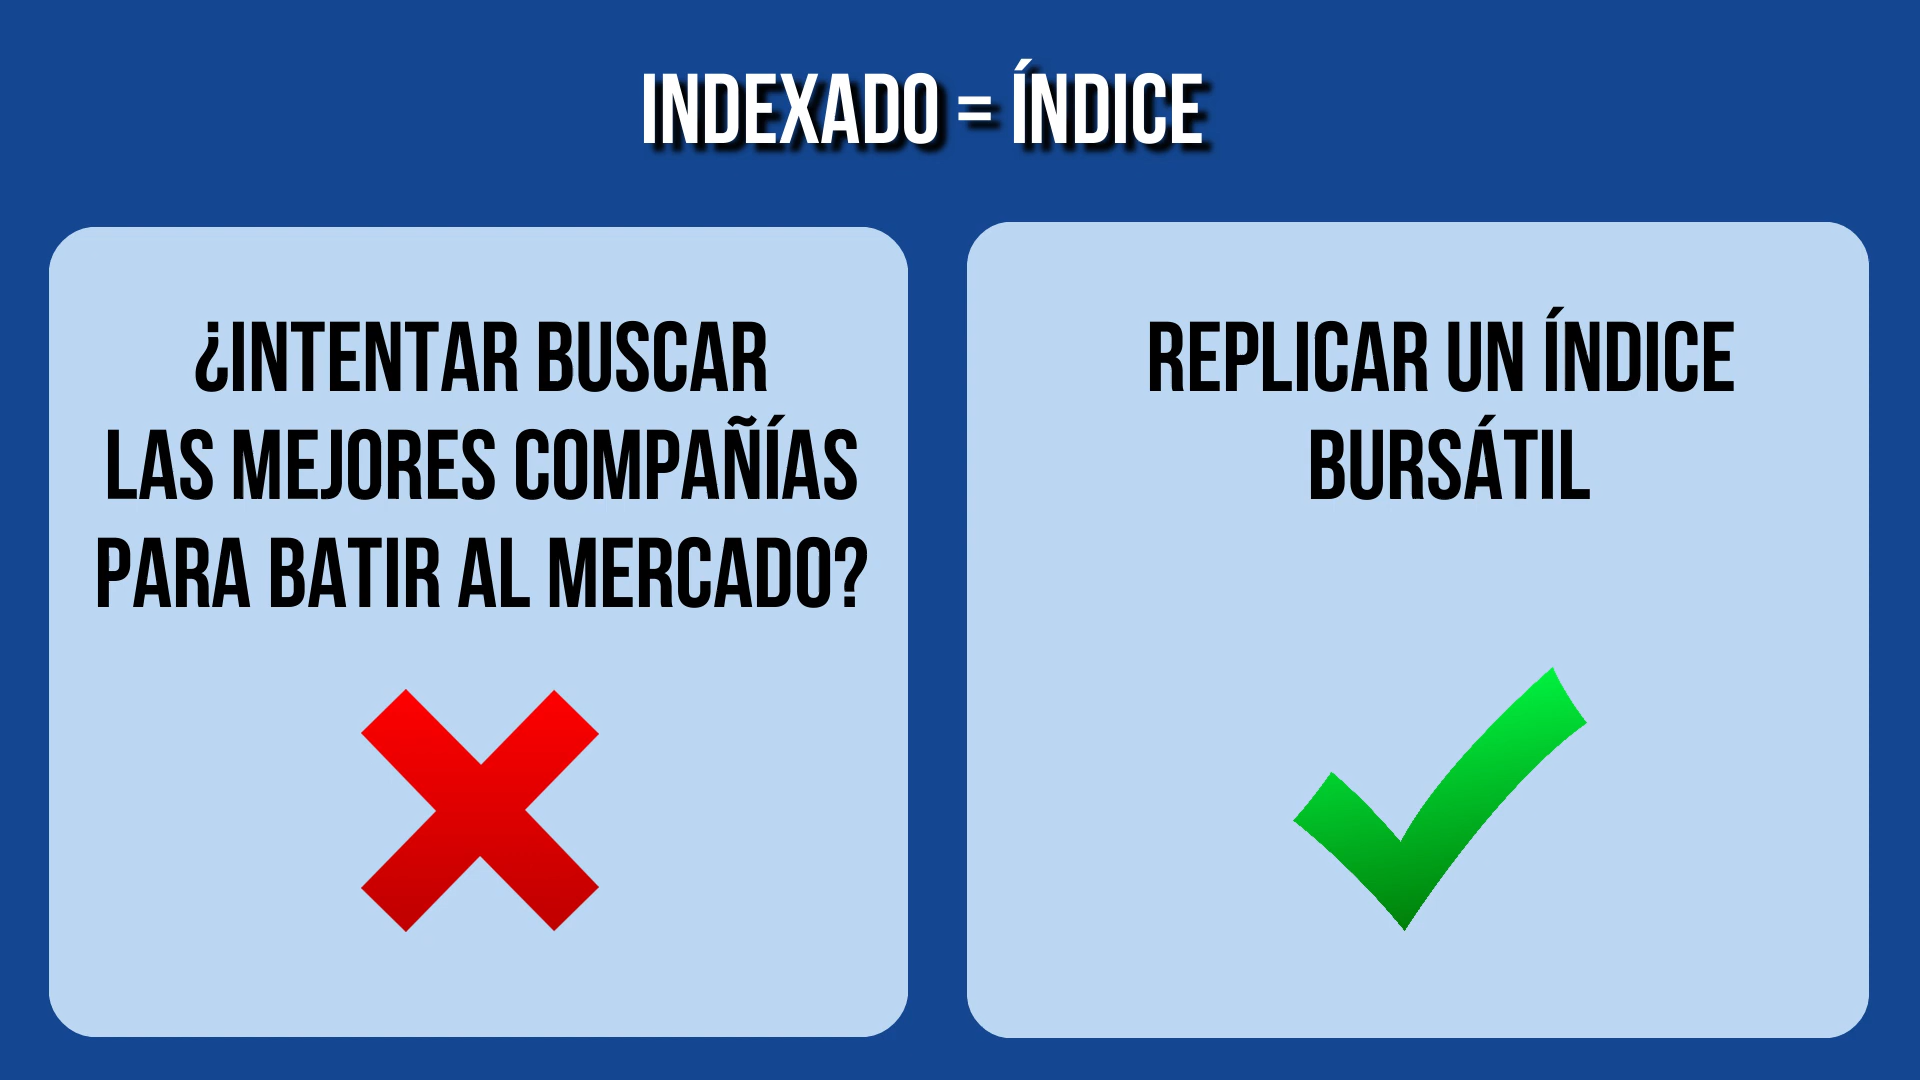 INDEXADO = ÍNDICE
¿INTENTAR BUSCAR
LAS MEJORES COMPAÑÍAS
PARA BATIR AL MERCADO?
REPLICAR UN ÍNDICE
BURSÁTIL